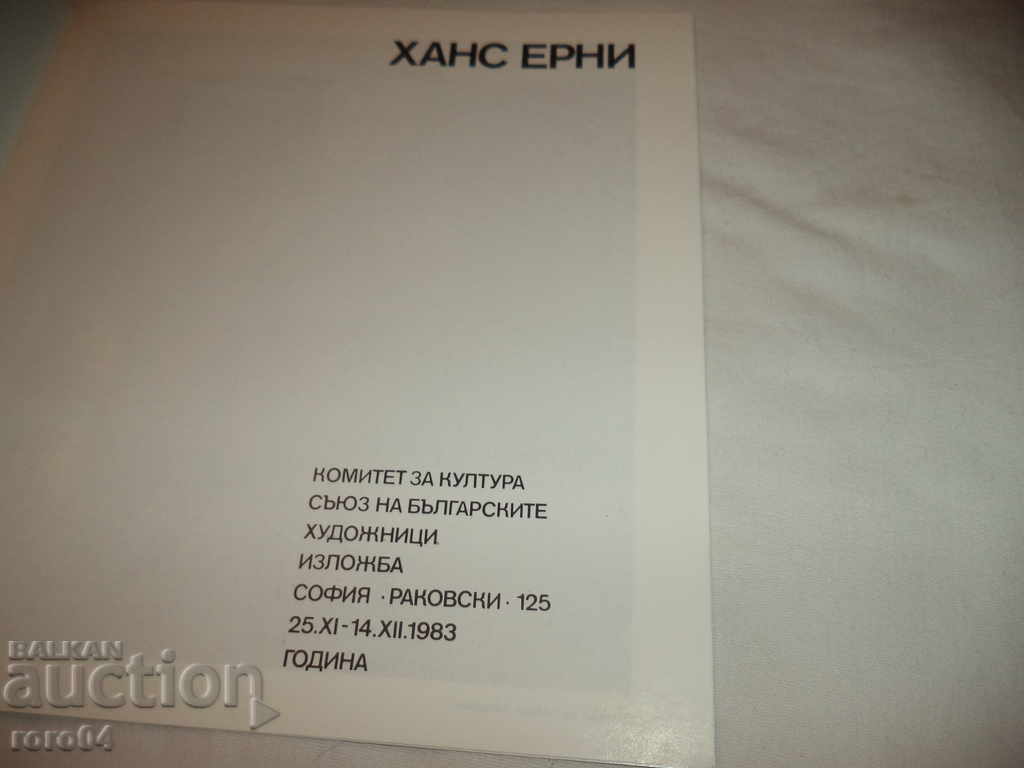 ХАНС ЕРНИ
КОМИТЕТ ЗА КУЛТУРА
СЪЮЗ НА БЪЛГАРСКИТЕ
ХУДОЖНИЦИ
ИЗЛОЖБА
СОФИЯ · РАКОВСКИ · 125
25.XI-14.XII.1983
ГОДИНА
BALKAN
auction
roro04